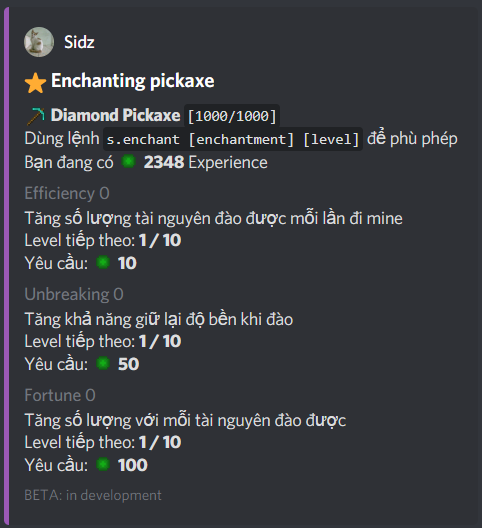 Sidz
Enchanting pickaxe
Diamond Pickaxe [1000/1000]
Dùng lệnh s.enchant [enchantment] [level] để phù phép
Bạn đang có 2348 Experience
Efficiency 0
Tăng số lượng tài nguyên đào được mỗi lần đi mine
Level tiếp theo: 1 / 10
Yêu cầu: 10
Unbreaking 0
Tăng khả năng giữ lại độ bền khi đào
Level tiếp theo: 1 / 10
Yêu cầu: 50
Fortune 0
Tăng số lượng với mỗi tài nguyên đào được
Level tiếp theo: 1 / 10
Yêu cầu: 100
BETA: in development